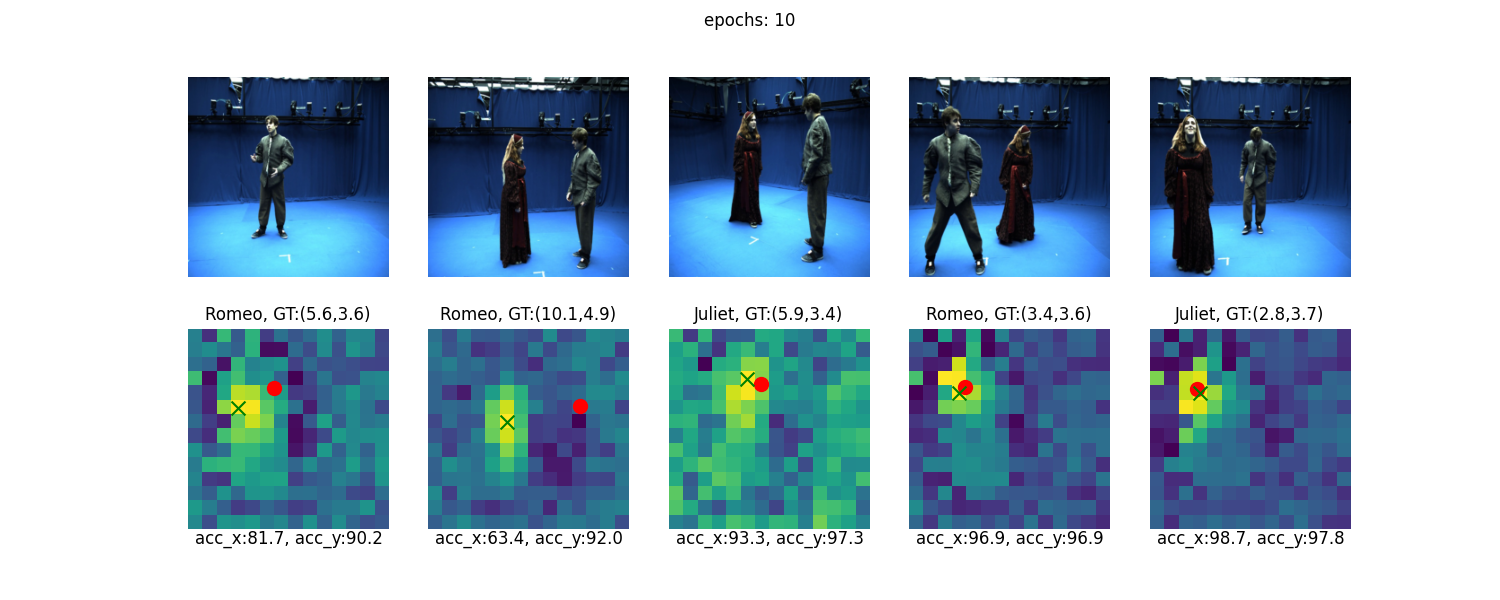 epochs: 10
Romeo, GT:(5.6,3.6)
Romeo, GT:(10.1,4.9)
Juliet, GT:(5.9,3.4)
Romeo, GT:(3.4,3.6)
Juliet, GT:(2.8,3.7)
acc_x:81.7, acc_y:90.2
acc_x:63.4, acc_y:92.0
acc_x:93.3, acc_y:97.3
acc_x:96.9, acc_y:96.9
acc_x:98.7, acc_y:97.8